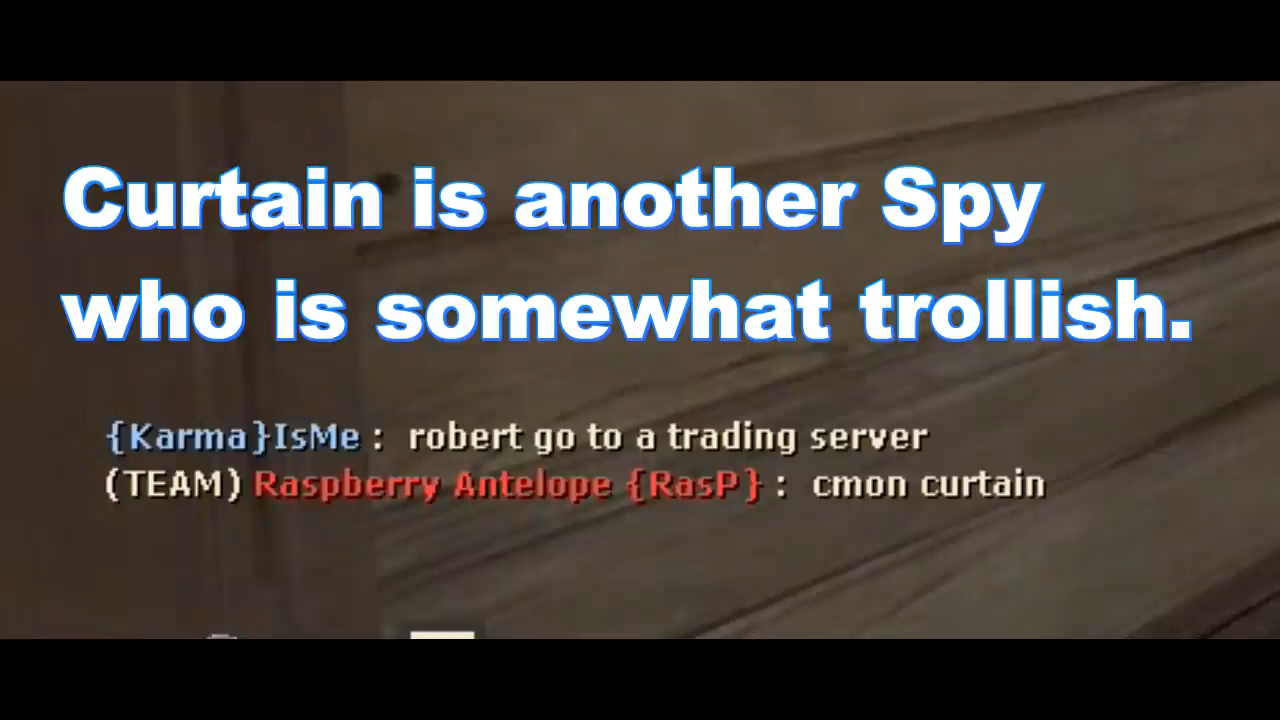 Curtain is another Spy
who is somewhat trollish.
{Karma}IsMe :  robert go to a trading server
(TEAM) Raspberry Antelope {RasP} :  cmon curtain